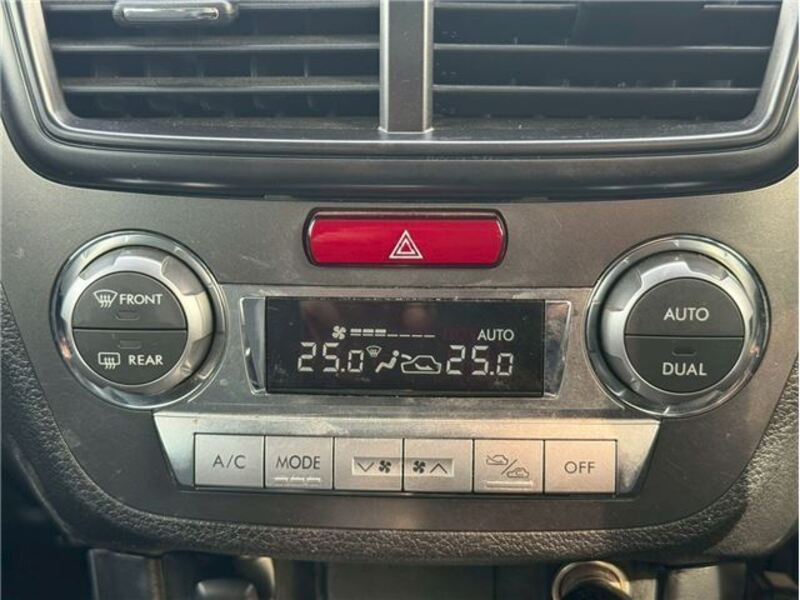 FRONT
REAR
AUTO
25.0
25.0
AUTO
DUAL
A/C
MODE
OFF